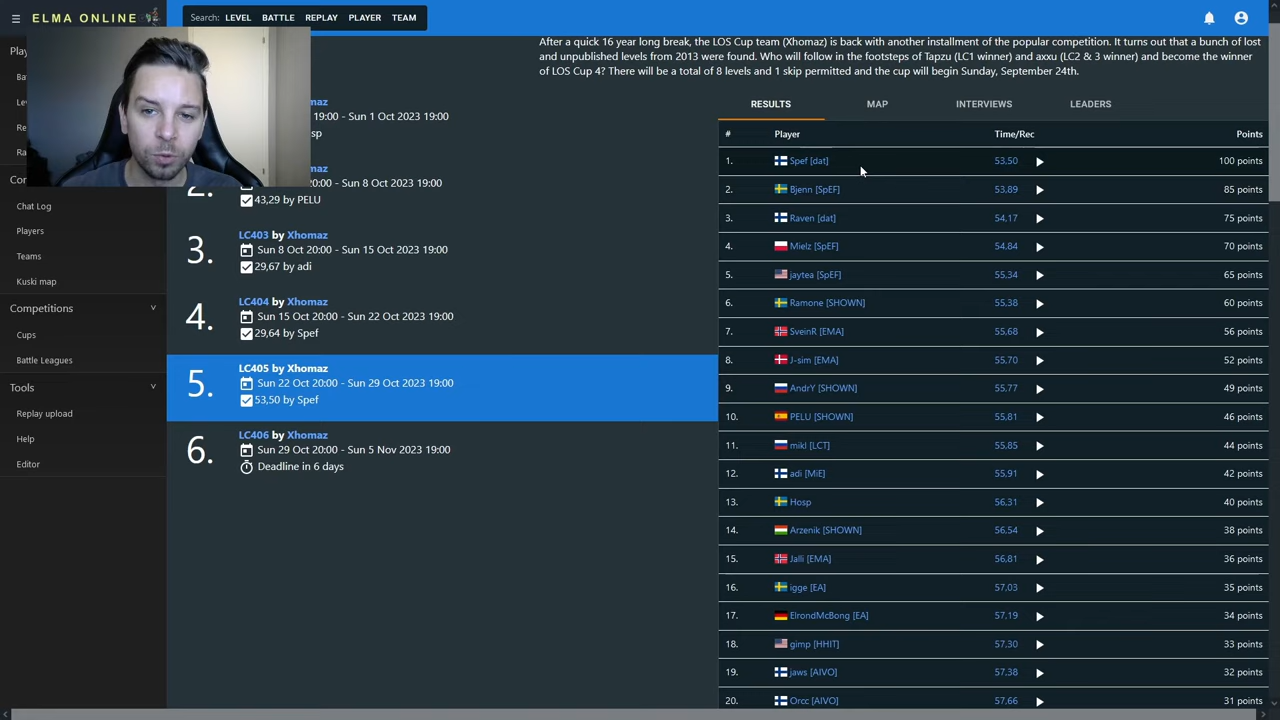 ELMA ONLINE
Search: LEVEL BATTLE REPLAY PLAYER TEAM
After a quick 16 year long break, the LOS Cup team (Xhomaz) is back with another installment of the popular competition. It turns out that a bunch of lost
and unpublished levels from 2013 were found. Who will follow in the footsteps of Tapzu (LC1 winner) and axxu (LC2 & 3 winner) and become the winner
of LOS Cup 4? There will be a total of 8 levels and 1 skip permitted and the cup will begin Sunday, September 24th.
Chat Log
Players
Teams
Kuski map
Competitions
Cups
Battle Leagues
Tools
Replay upload
Help
Editor
19:00 - Sun 1 Oct 2023 19:00
20:00 - Sun 8 Oct 2023 19:00
43,29 by PELU
3.
LC403 by Xhomaz
Sun 8 Oct 20:00 - Sun 15 Oct 2023 19:00
29,67 by adi
4.
LC404 by Xhomaz
Sun 15 Oct 20:00 - Sun 22 Oct 2023 19:00
29,64 by Spef
5.
LC405 by Xhomaz
Sun 22 Oct 20:00 - Sun 29 Oct 2023 19:00
53,50 by Spef
6.
LC406 by Xhomaz
Sun 29 Oct 20:00 - Sun 5 Nov 2023 19:00
Deadline in 6 days
RESULTS MAP INTERVIEWS LEADERS
# Player Time/Rec Points
1. Spef [dat] 53,50 100 points
2. Bjenn [SpEF] 53,89 85 points
3. Raven [dat] 54,17 75 points
4. Mielz [SpEF] 54,84 70 points
5. jaytea [SpEF] 55,34 65 points
6. Ramone [SHOWN] 55,38 60 points
7. SveinR [EMA] 55,68 56 points
8. J-sim [EMA] 55,70 52 points
9. AndrY [SHOWN] 55,77 49 points
10. PELU [SHOWN] 55,81 46 points
11. mikl [LCT] 55,85 44 points
12. adi [MiE] 55,91 42 points
13. Hosp 56,31 40 points
14. Arzenik [SHOWN] 56,54 38 points
15. Jalli [EMA] 56,81 36 points
16. igge [EA] 57,03 35 points
17. ElrondMcBong [EA] 57,19 34 points
18. gimp [HHIT] 57,30 33 points
19. jaws [AIVO] 57,38 32 points
20. Orcc [AIVO] 57,66 31 points